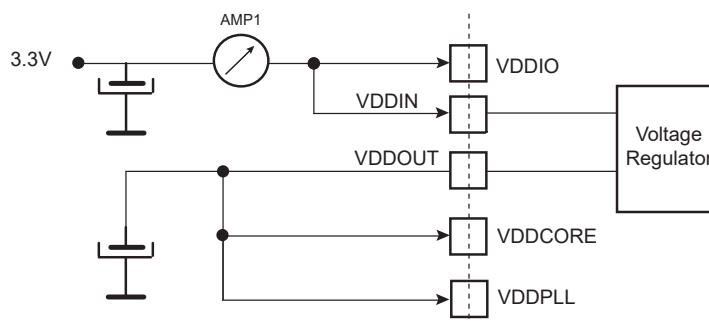 AMP1
3.3V
VDDIO
VDDIN
Voltage
Regulator
VDDOUT
VDDCORE
VDDPLL